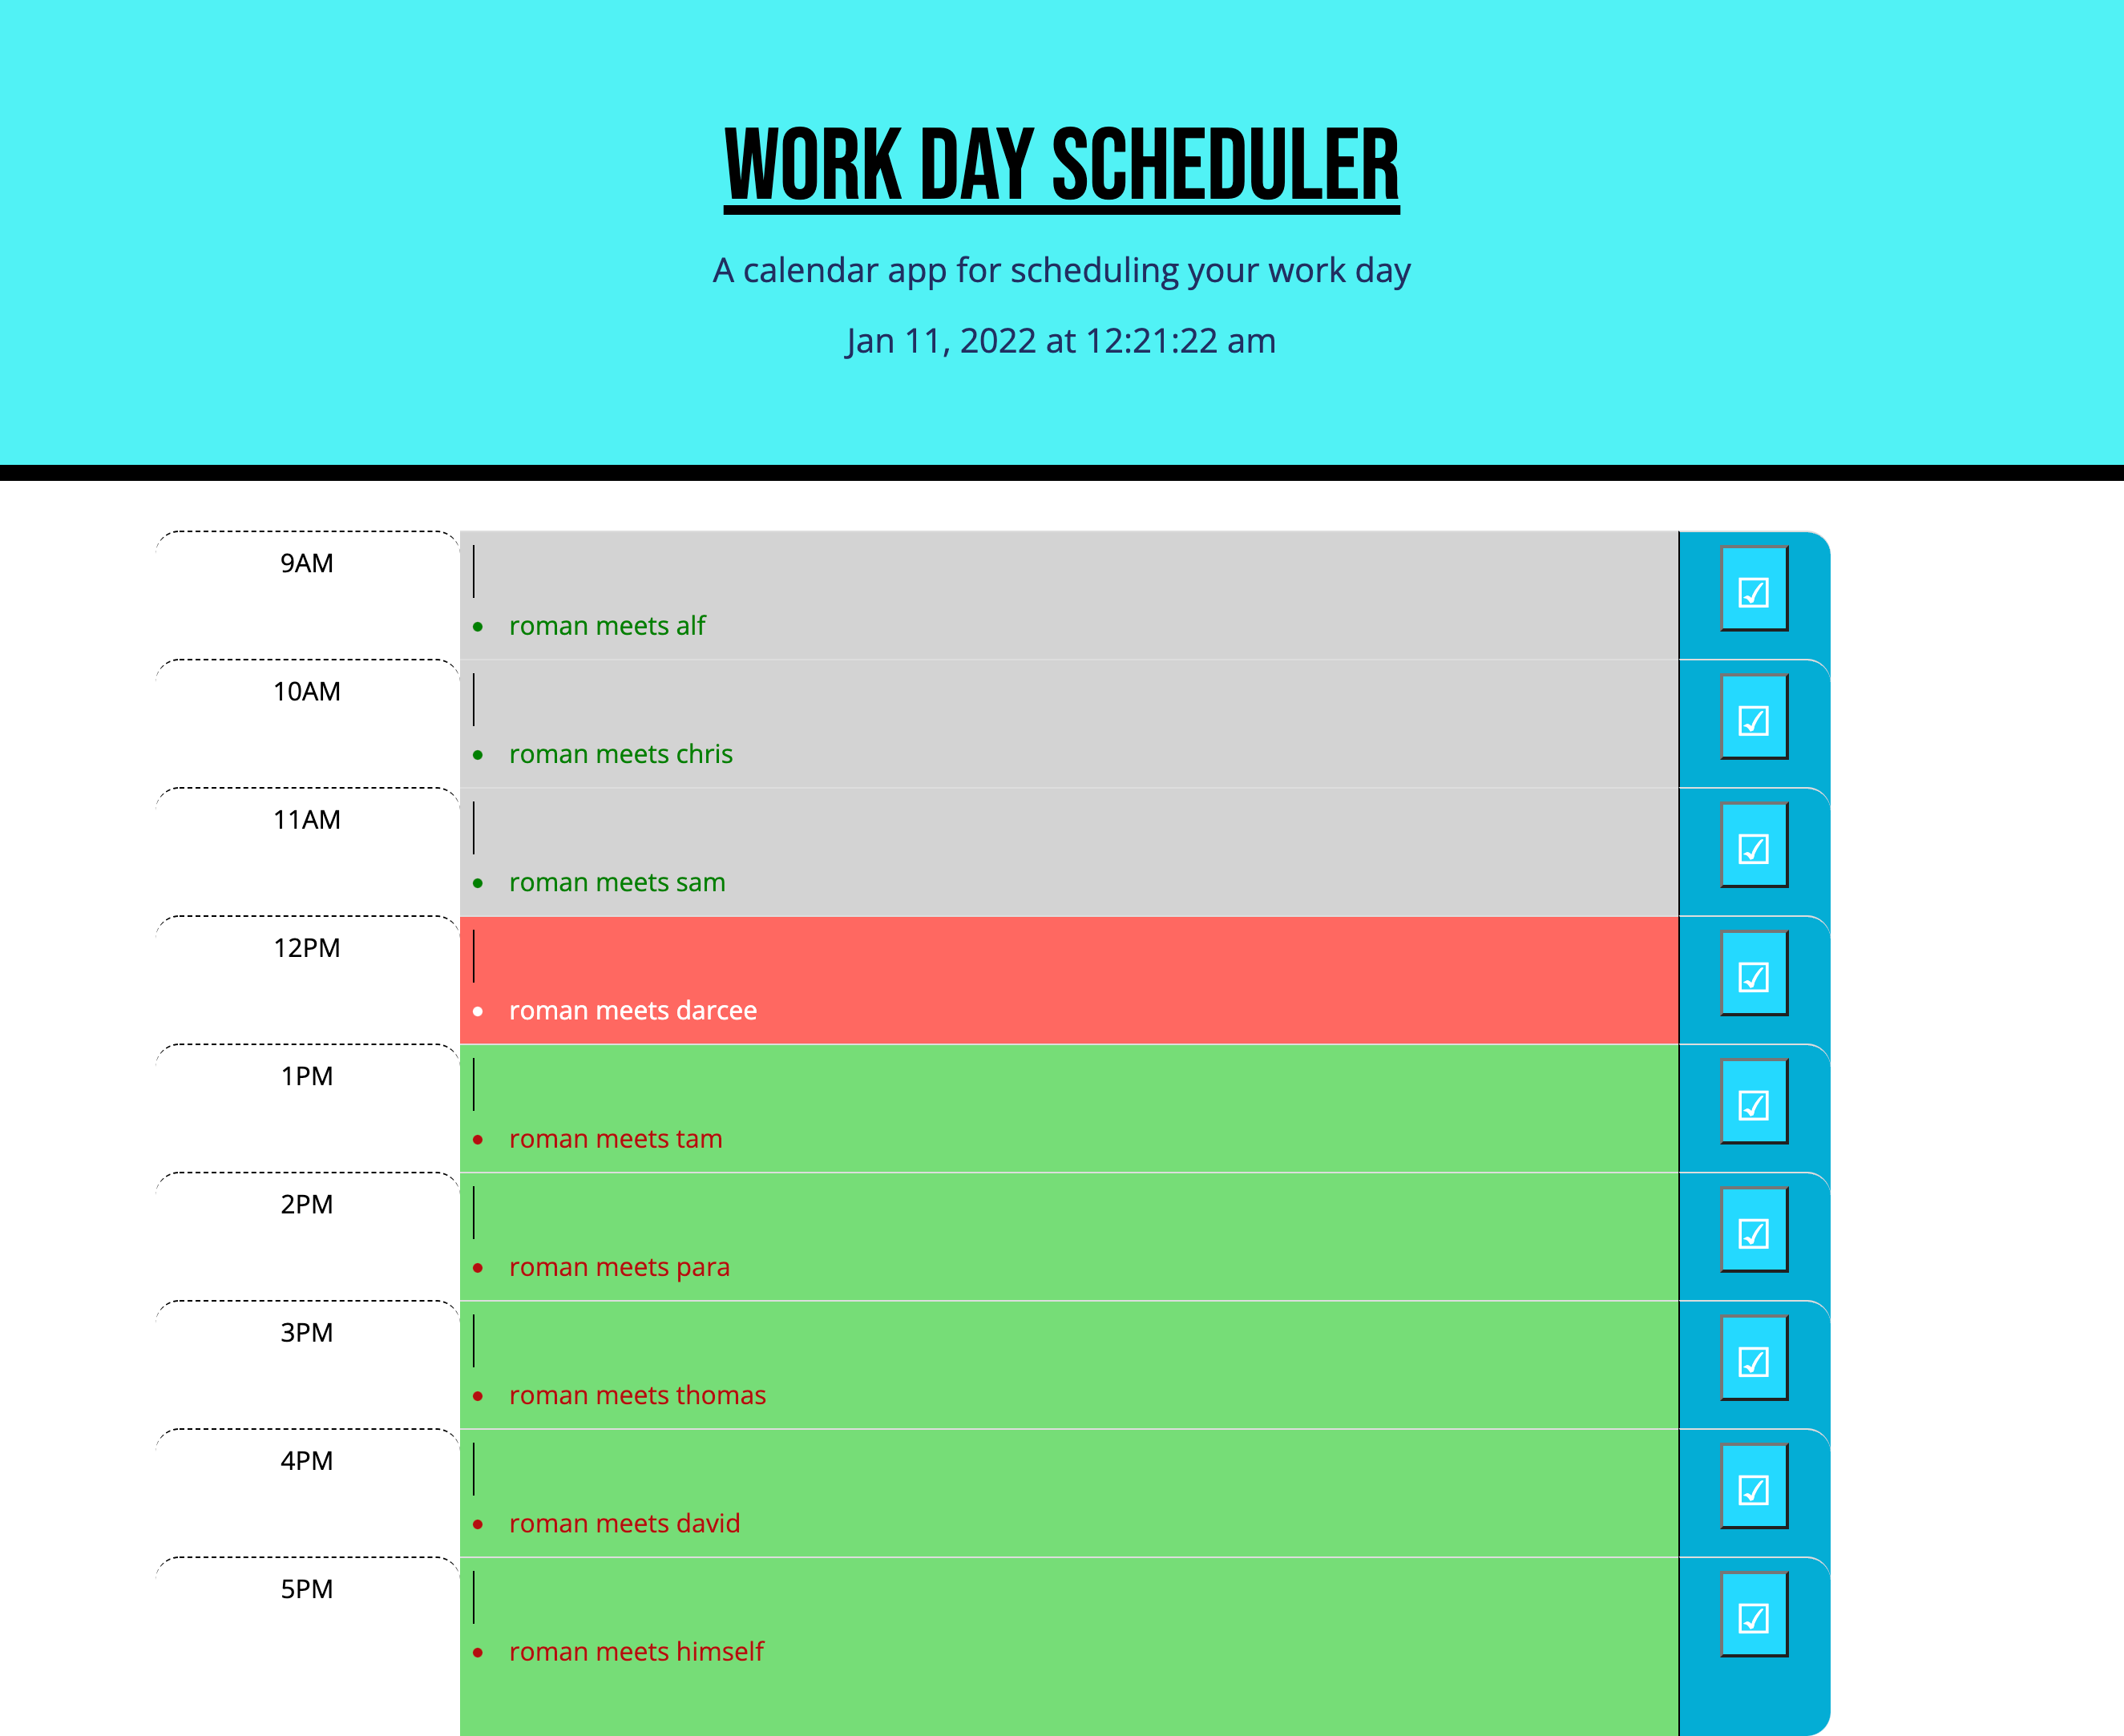 WORK DAY SCHEDULER
A calendar app for scheduling your work day
Jan 11, 2022 at 12:21:22 am
9AM
• roman meets alf
☑
10AM
• roman meets chris
☑
11AM
• roman meets sam
☑
12PM
• roman meets darcee
☑
1PM
• roman meets tam
☑
2PM
• roman meets para
☑
3PM
• roman meets thomas
☑
4PM
• roman meets david
☑
5PM
• roman meets himself
☑